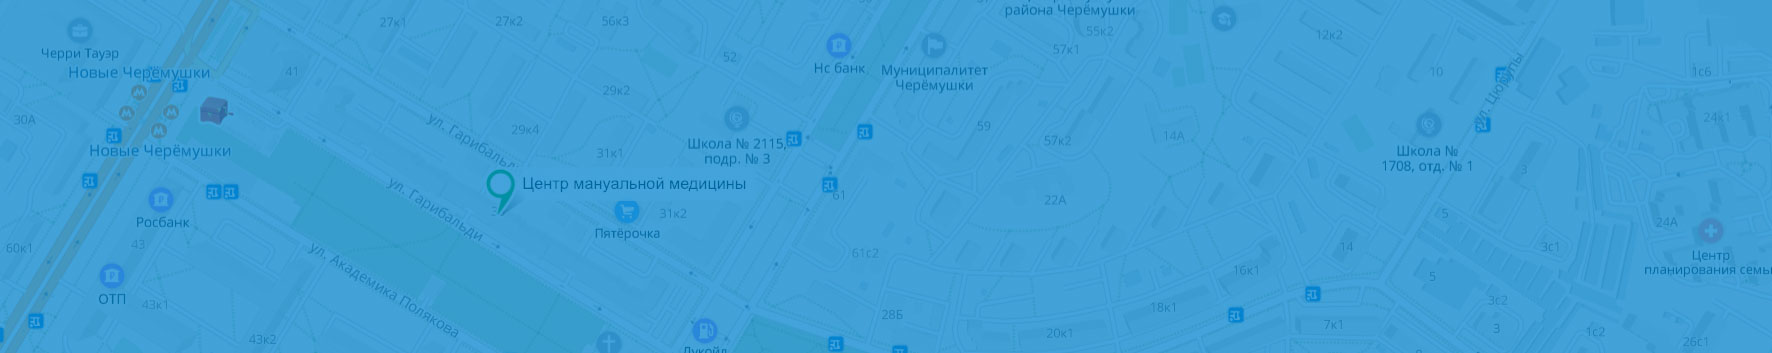 района Черёмушки
27к1
27к2
56к3
55к2
12к2
Черри Тауэр
52
57к1
Новые Черёмушки
41
Нс банк
Муниципалитет
Черёмушки
10
1с6
29к2
30А
ул. Гарибальди
29к4
59
57к2
14А
ул. Цюрупы
24к1
Школа № 2115,
подр. № 3
Новые Черёмушки
31к1
Школа №
1708, отд. № 1
3
ул. Гарибальди
Центр мануальной медицины
61
22А
Росбанк
31к2
Пятёрочка
5
24А
43
60к1
ул. Академика Полякова
61с2
14
3с1
Центр
планирования семьи
16к1
5
ОТП
43к1
28Б
18к1
3с2
43к2
20к1
7к1
3
1с2
26с1
Лукойл